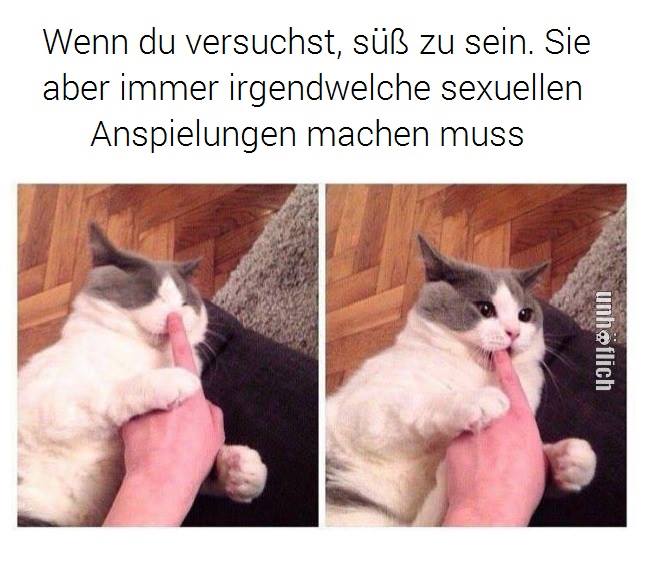 Wenn du versuchst, süß zu sein. Sie
aber immer irgendwelche sexuellen
Anspielungen machen muss
unhöflich